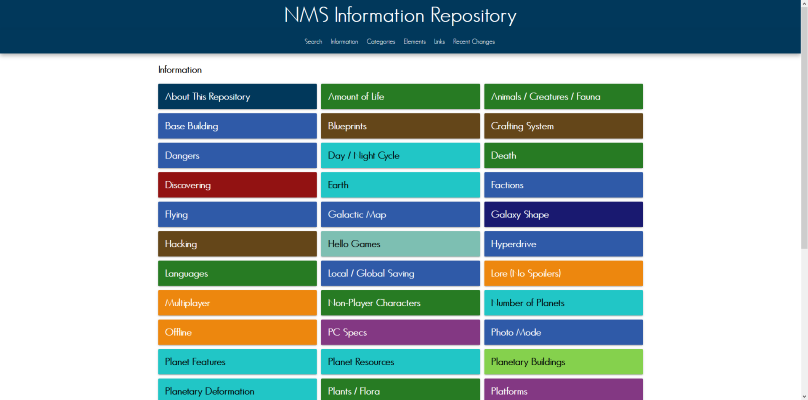 NMS Information Repository
Search Information Categories Elements Links Recent Changes
Information
About This Repository Amount of Life Animals / Creatures / Fauna
Base Building Blueprints Crafting System
Dangers Day / Night Cycle Death
Discovering Earth Factions
Flying Galactic Map Galaxy Shape
Hacking Hello Games Hyperdrive
Languages Local / Global Saving Lore (No Spoilers)
Multiplayer Non-Player Characters Number of Planets
Offline PC Specs Photo Mode
Planet Features Planet Resources Planetary Buildings
Planetary Deformation Plants / Flora Platforms